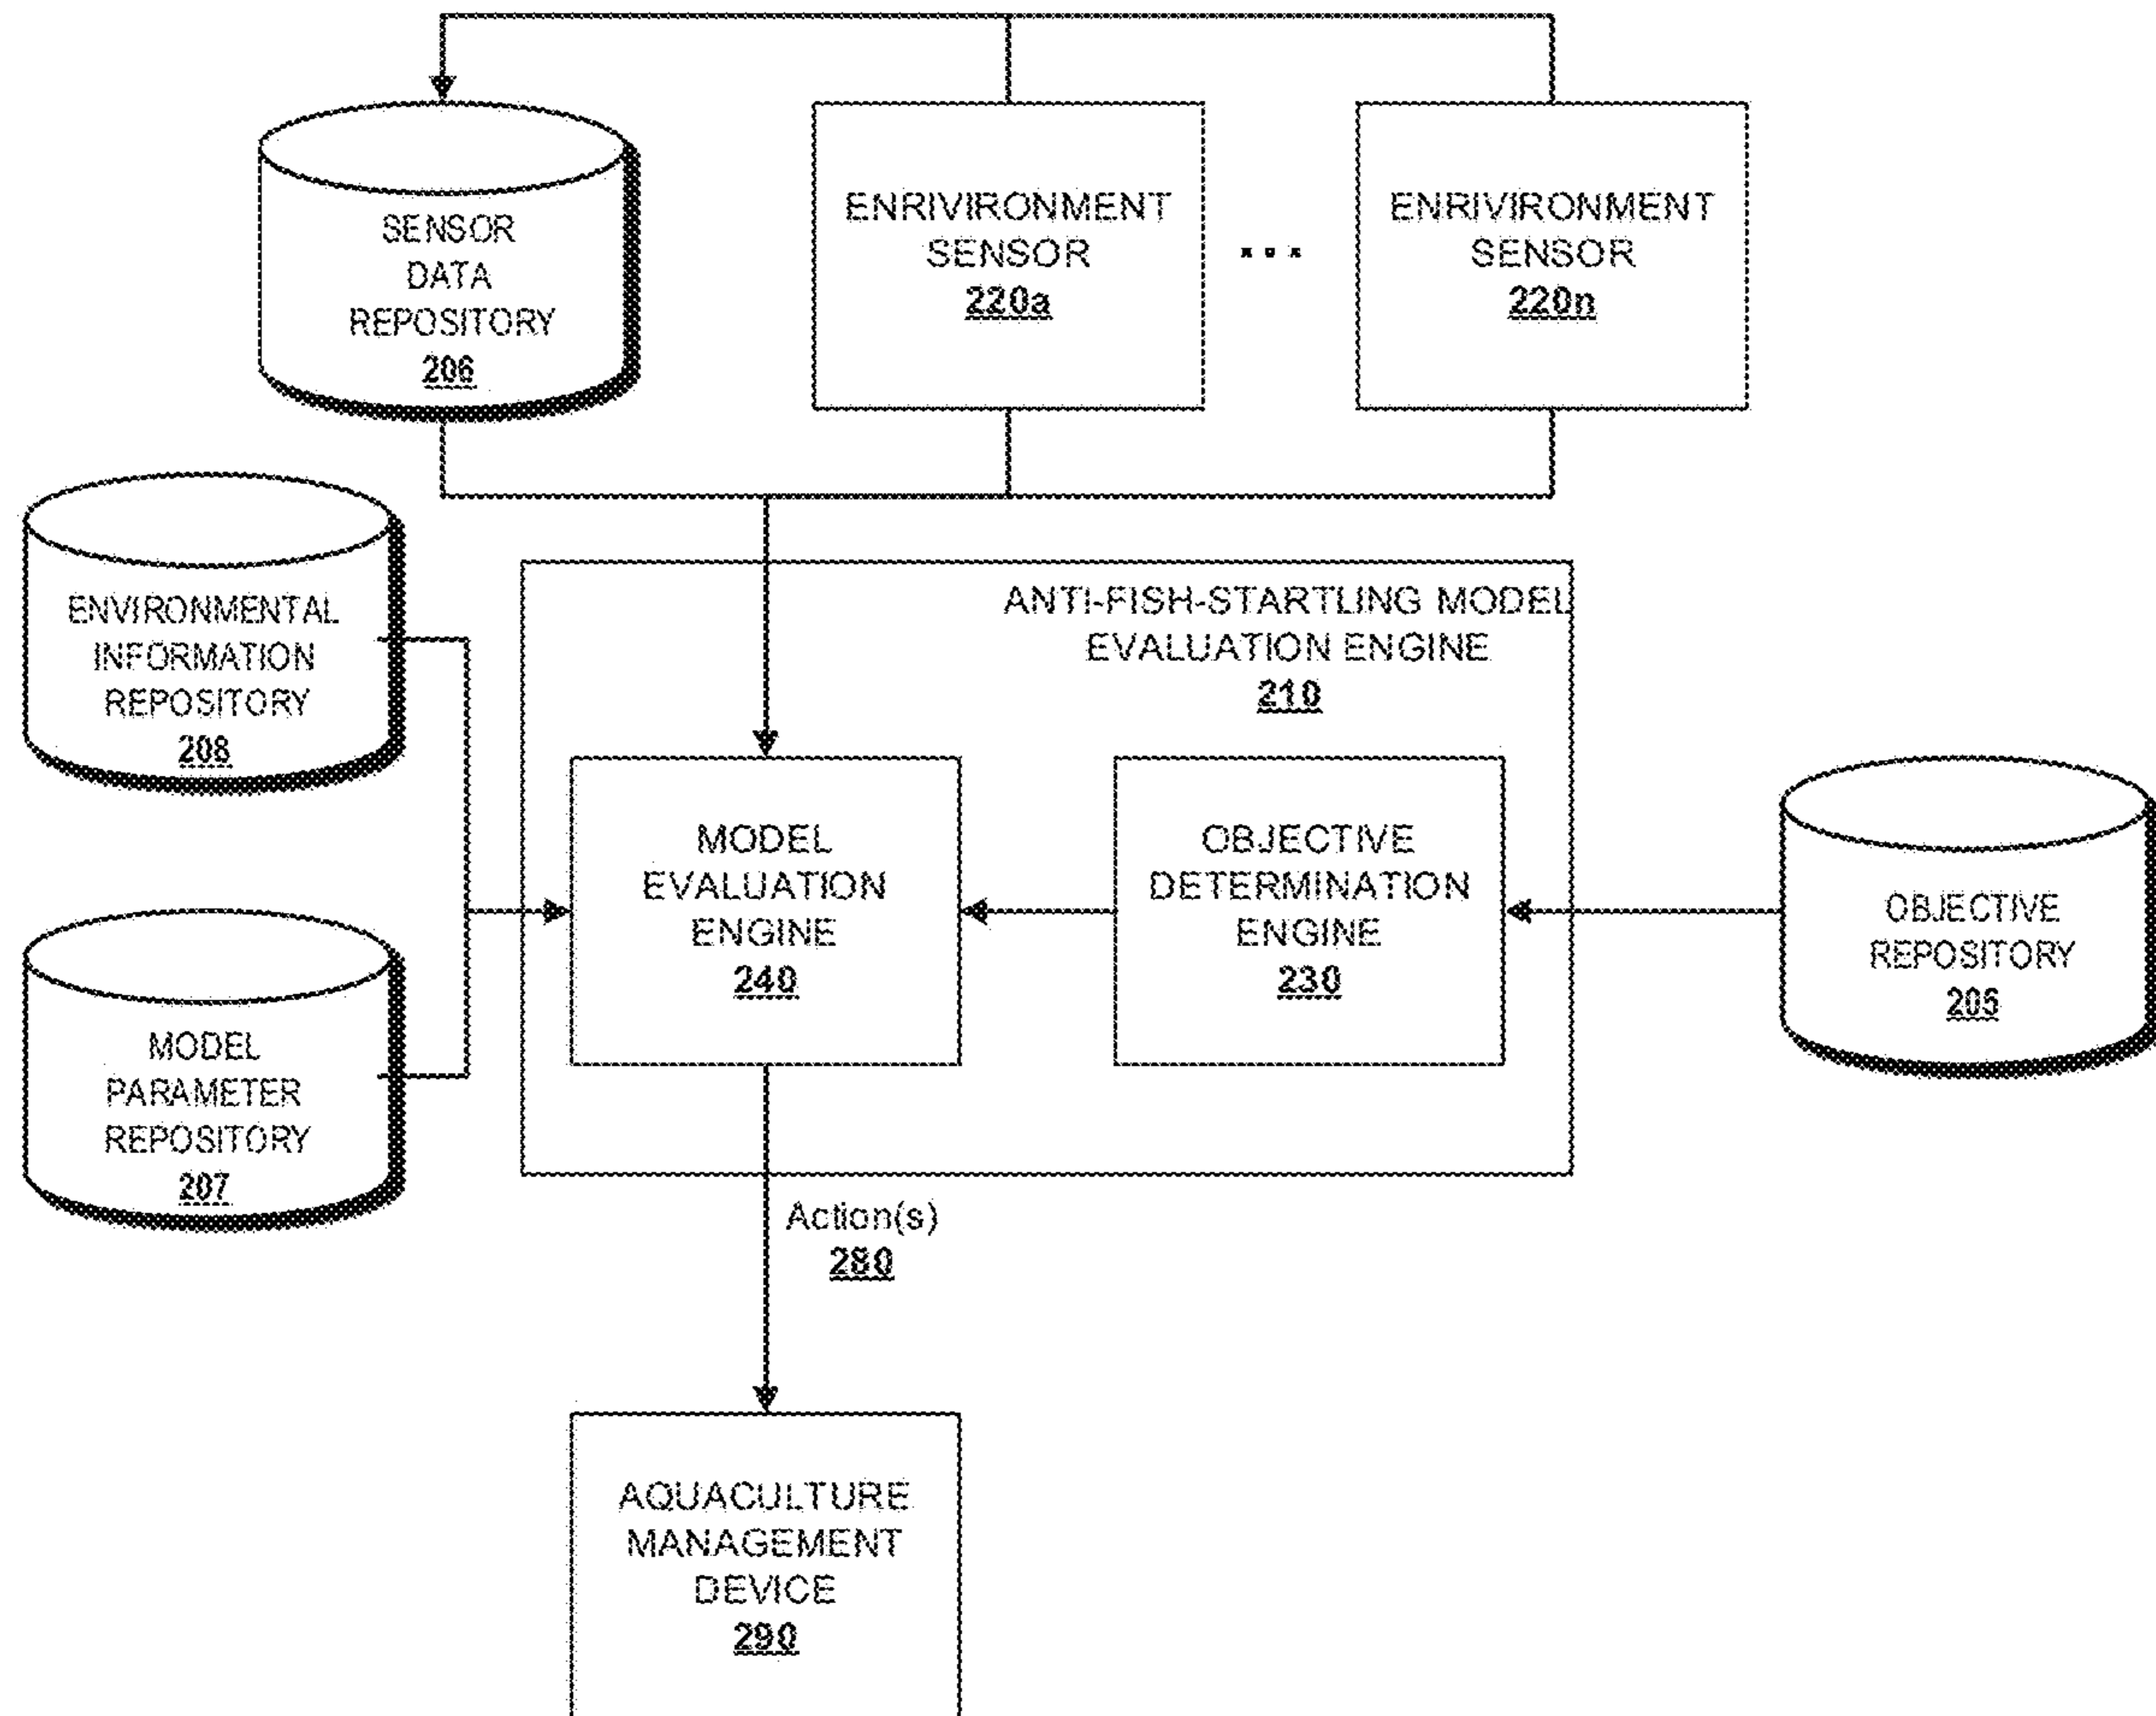 SENSOR
DATA
REPOSITORY
206
ENRIVIRONMENT
SENSOR
220a
...
ENRIVIRONMENT
SENSOR
220n
ENVIRONMENTAL
INFORMATION
REPOSITORY
208
ANTI-FISH-STARTLING MODEL
EVALUATION ENGINE
210
MODEL
EVALUATION
ENGINE
240
OBJECTIVE
DETERMINATION
ENGINE
230
OBJECTIVE
REPOSITORY
205
MODEL
PARAMETER
REPOSITORY
207
Action(s)
280
AQUACULTURE
MANAGEMENT
DEVICE
290